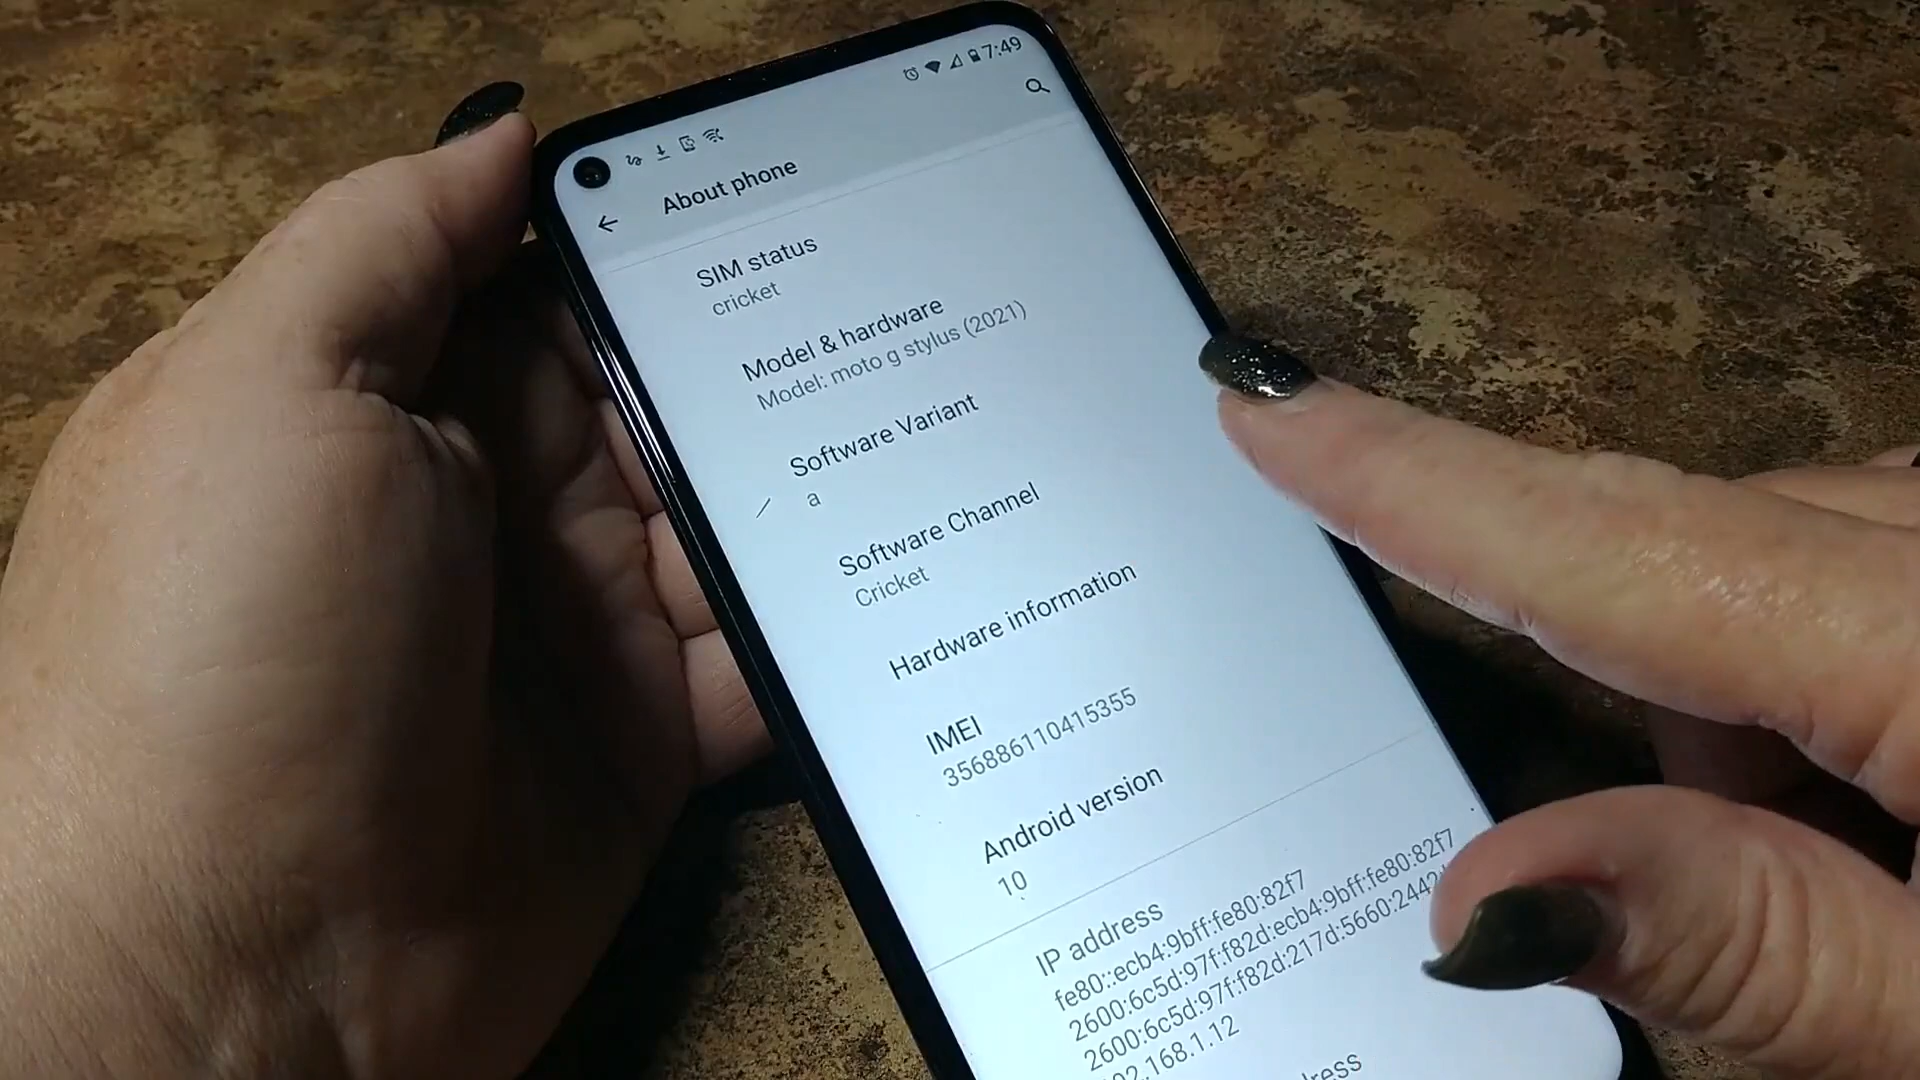 7:49
About phone
SIM status
cricket
Model & hardware
Model: moto g stylus (2021)
Software Variant
a
Software Channel
Cricket
Hardware information
IMEI
356886110415355
Android version
10
IP address
fe80::ecb4:9bff:fe80:82f7
2600:6c5d:97f:f82d:ecb4:9bff:fe80:82f7
2600:6c5d:97f:f82d:217d:5660:2442:
.168.1.12